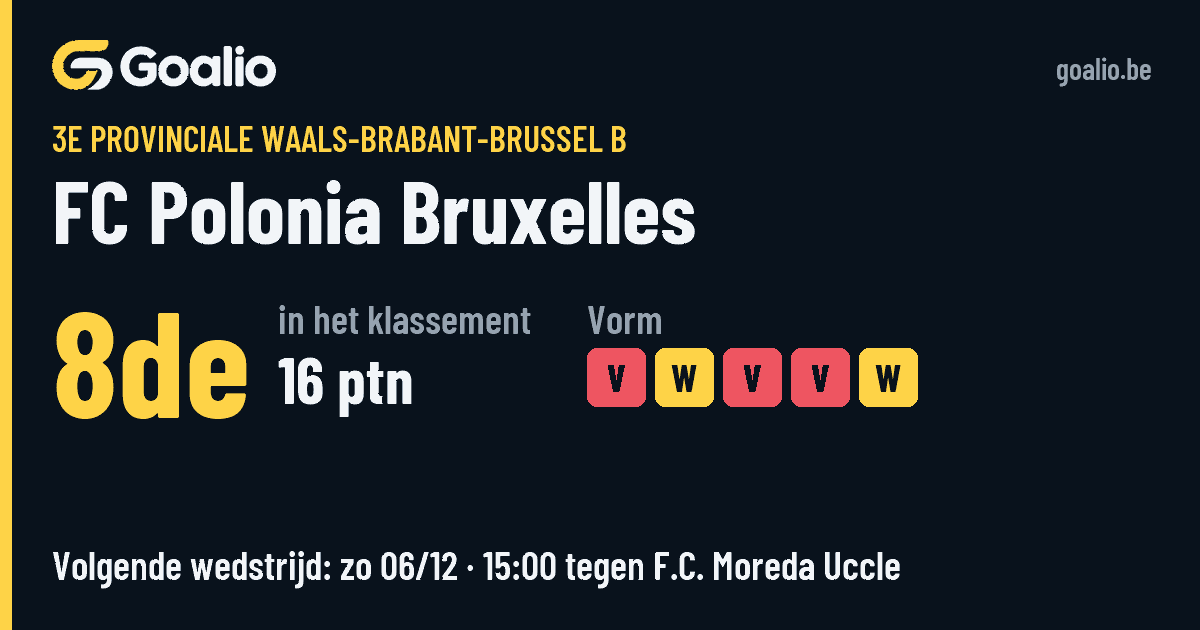 Goalio
goalio.be
3E PROVINCIALE WAALS-BRABANT-BRUSSEL B
FC Polonia Bruxelles
8de
in het klassement
16 ptn
Vorm
V W V V W
Volgende wedstrijd: zo 06/12 · 15:00 tegen F.C. Moreda Uccle